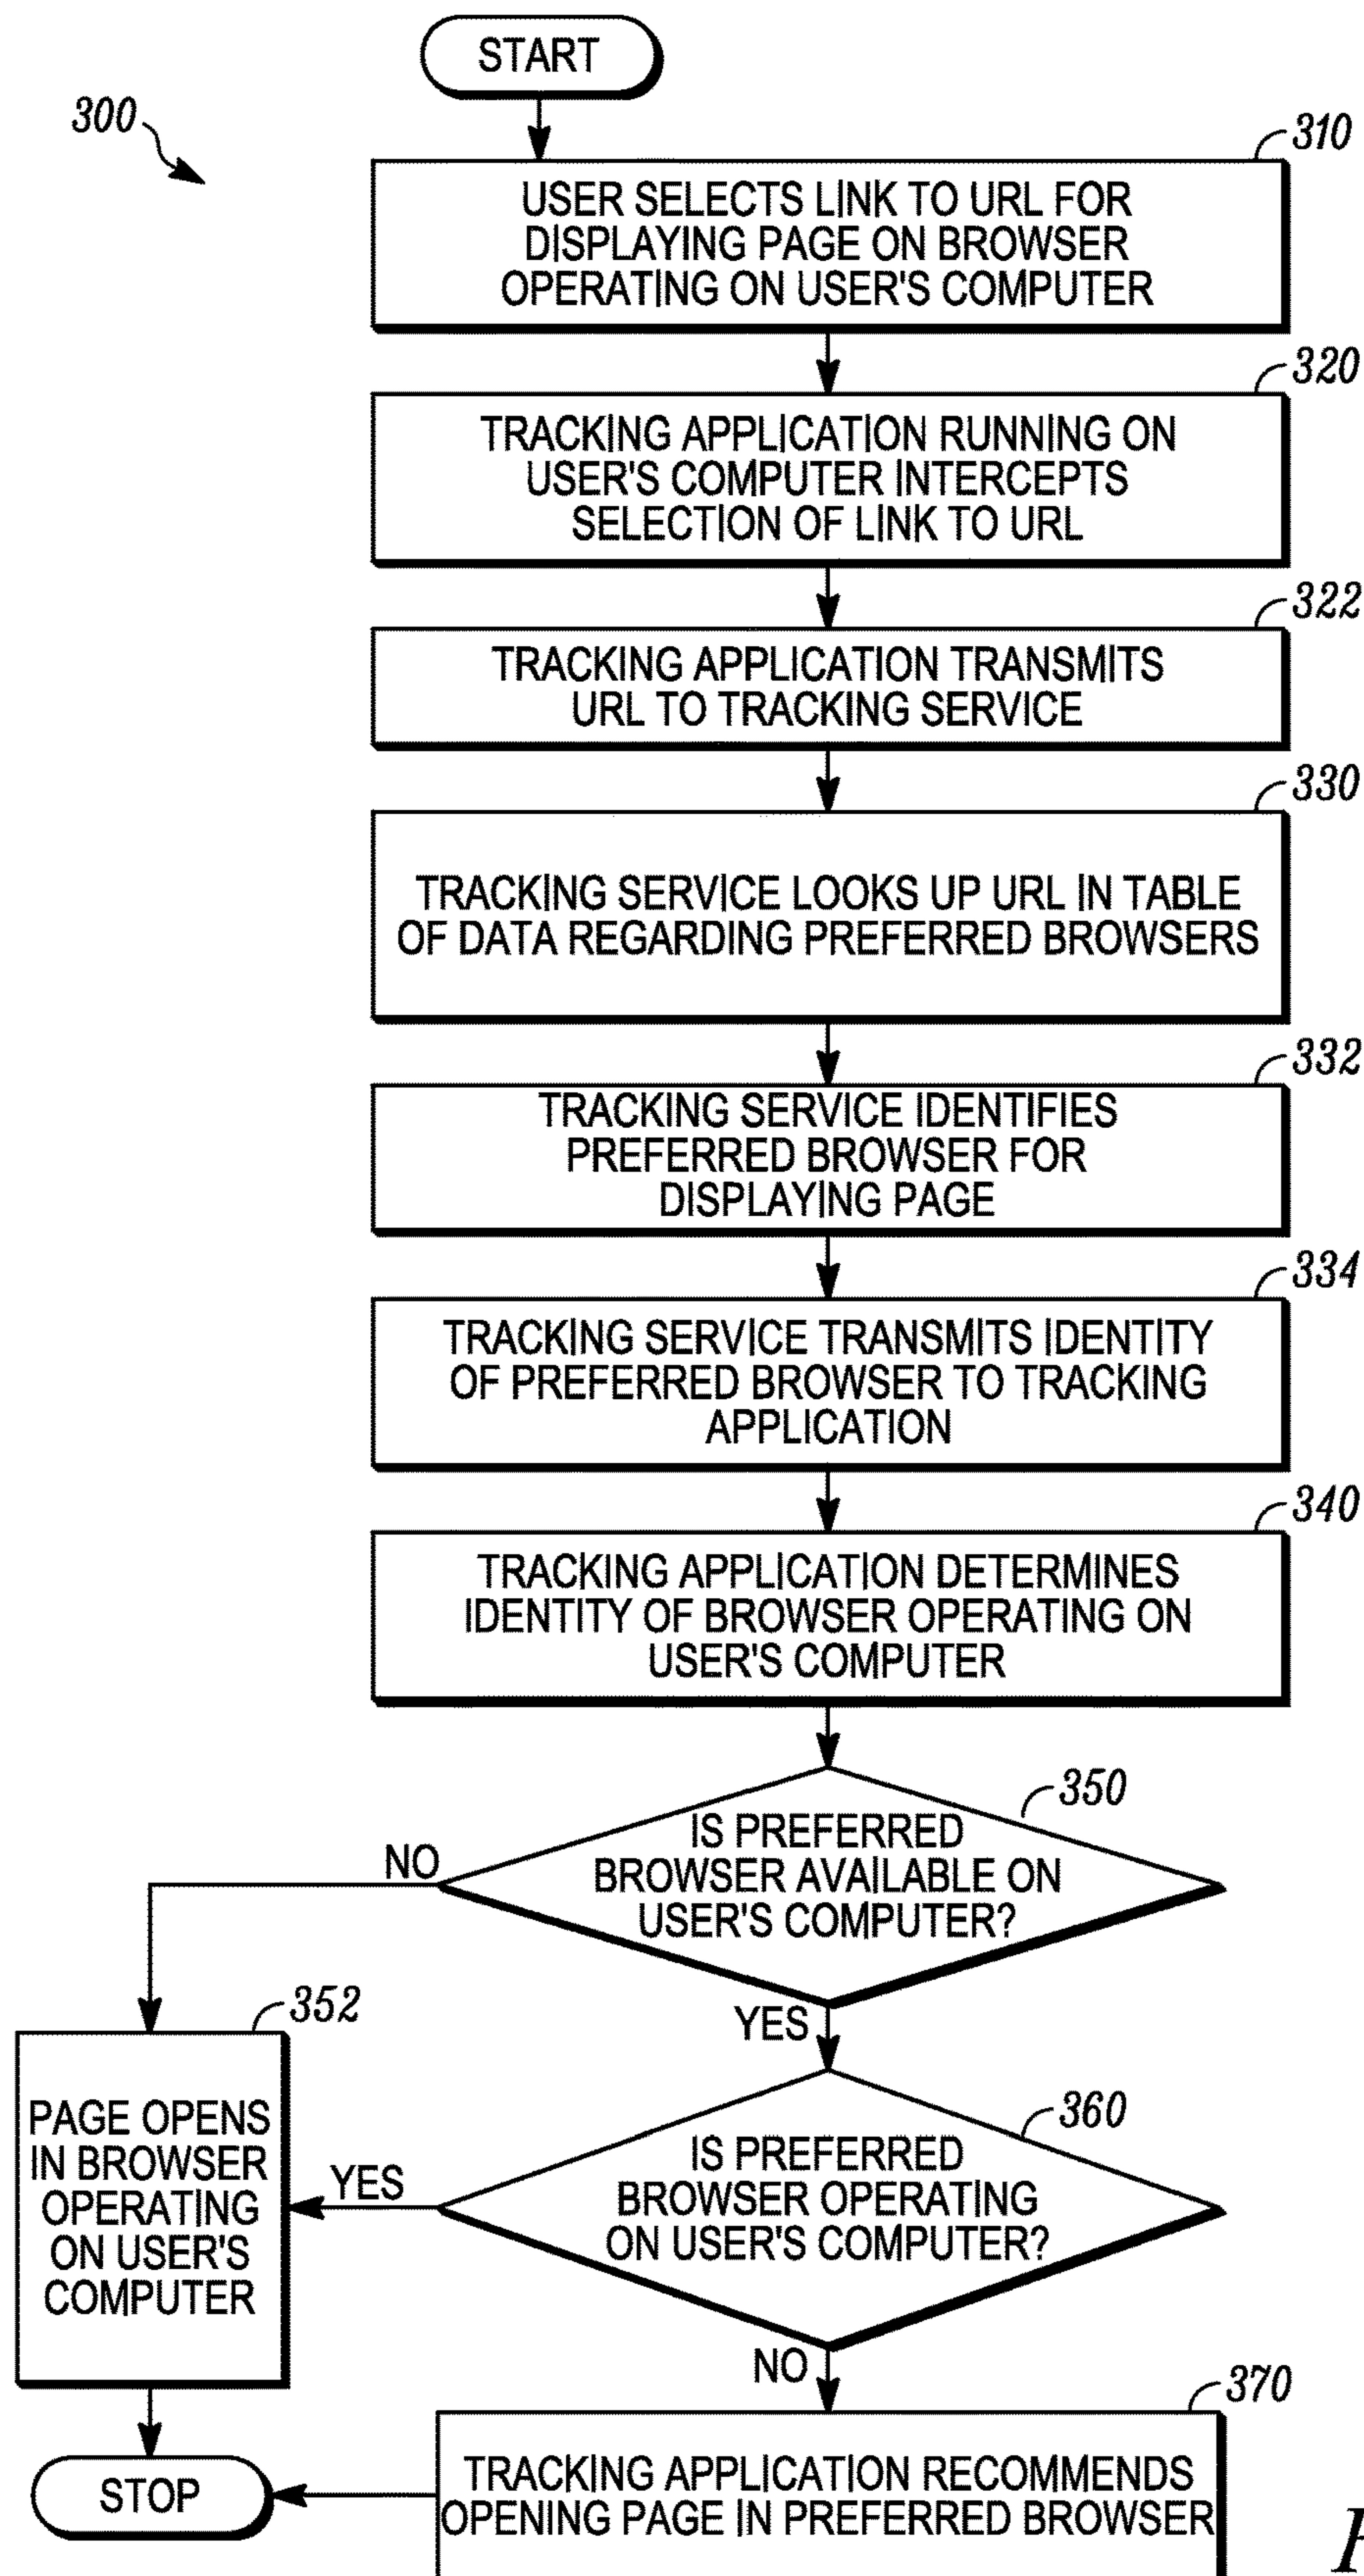 START
300
310
USER SELECTS LINK TO URL FOR
DISPLAYING PAGE ON BROWSER
OPERATING ON USER'S COMPUTER
320
TRACKING APPLICATION RUNNING ON
USER'S COMPUTER INTERCEPTS
SELECTION OF LINK TO URL
322
TRACKING APPLICATION TRANSMITS
URL TO TRACKING SERVICE
330
TRACKING SERVICE LOOKS UP URL IN TABLE
OF DATA REGARDING PREFERRED BROWSERS
332
TRACKING SERVICE IDENTIFIES
PREFERRED BROWSER FOR
DISPLAYING PAGE
334
TRACKING SERVICE TRANSMITS IDENTITY
OF PREFERRED BROWSER TO TRACKING
APPLICATION
340
TRACKING APPLICATION DETERMINES
IDENTITY OF BROWSER OPERATING ON
USER'S COMPUTER
350
IS PREFERRED
BROWSER AVAILABLE ON
USER'S COMPUTER?
NO
YES
352
PAGE OPENS
IN BROWSER
OPERATING
ON USER'S
COMPUTER
360
IS PREFERRED
BROWSER OPERATING
ON USER'S COMPUTER?
YES
NO
370
TRACKING APPLICATION RECOMMENDS
OPENING PAGE IN PREFERRED BROWSER
STOP